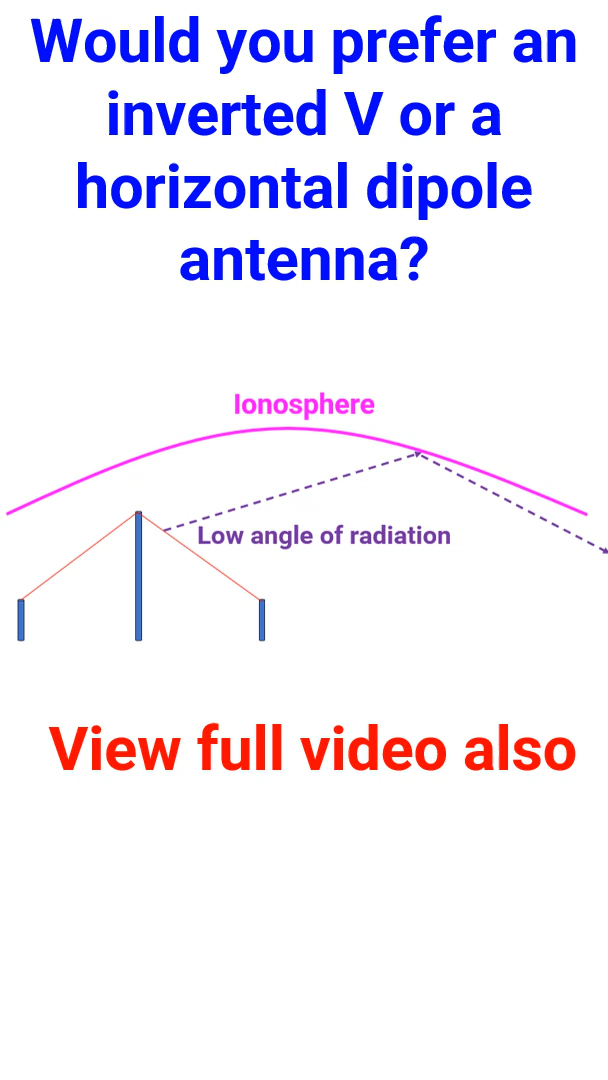 Would you prefer an
inverted V or a
horizontal dipole
antenna?
Ionosphere
Low angle of radiation
View full video also